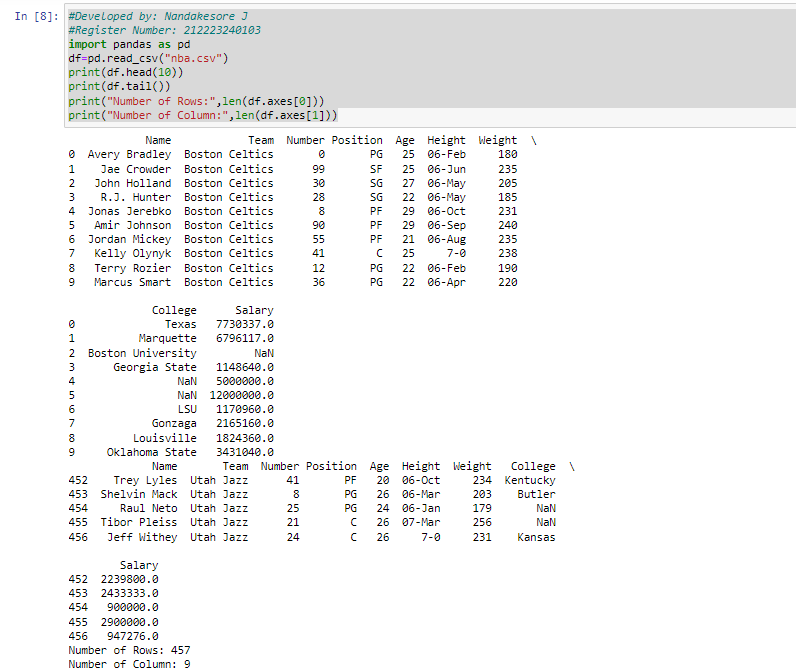 In [8]: #Developed by: Nandakesore J
#Register Number: 212223240103
import pandas as pd
df=pd.read_csv("nba.csv")
print(df.head(10))
print(df.tail())
print("Number of Rows:",len(df.axes[0]))
print("Number of Column:",len(df.axes[1]))
Name Team Number Position Age Height Weight \
0 Avery Bradley Boston Celtics 0 PG 25 06-Feb 180
1 Jae Crowder Boston Celtics 99 SF 25 06-Jun 235
2 John Holland Boston Celtics 30 SG 27 06-May 205
3 R.J. Hunter Boston Celtics 28 SG 22 06-May 185
4 Jonas Jerebko Boston Celtics 8 PF 29 06-Oct 231
5 Amir Johnson Boston Celtics 90 PF 29 06-Sep 240
6 Jordan Mickey Boston Celtics 55 PF 21 06-Aug 235
7 Kelly Olynyk Boston Celtics 41 C 25 7-0 238
8 Terry Rozier Boston Celtics 12 PG 22 06-Feb 190
9 Marcus Smart Boston Celtics 36 PG 22 06-Apr 220
College Salary
0 Texas 7730337.0
1 Marquette 6796117.0
2 Boston University NaN
3 Georgia State 1148640.0
4 NaN 5000000.0
5 NaN 12000000.0
6 LSU 1170960.0
7 Gonzaga 2165160.0
8 Louisville 1824360.0
9 Oklahoma State 3431040.0
Name Team Number Position Age Height Weight College \
452 Trey Lyles Utah Jazz 41 PF 20 06-Oct 234 Kentucky
453 Shelvin Mack Utah Jazz 8 PG 26 06-Mar 203 Butler
454 Raul Neto Utah Jazz 25 PG 24 06-Jan 179 NaN
455 Tibor Pleiss Utah Jazz 21 C 26 07-Mar 256 NaN
456 Jeff Withey Utah Jazz 24 C 26 7-0 231 Kansas
Salary
452 2239800.0
453 2433333.0
454 900000.0
455 2900000.0
456 947276.0
Number of Rows: 457
Number of Column: 9